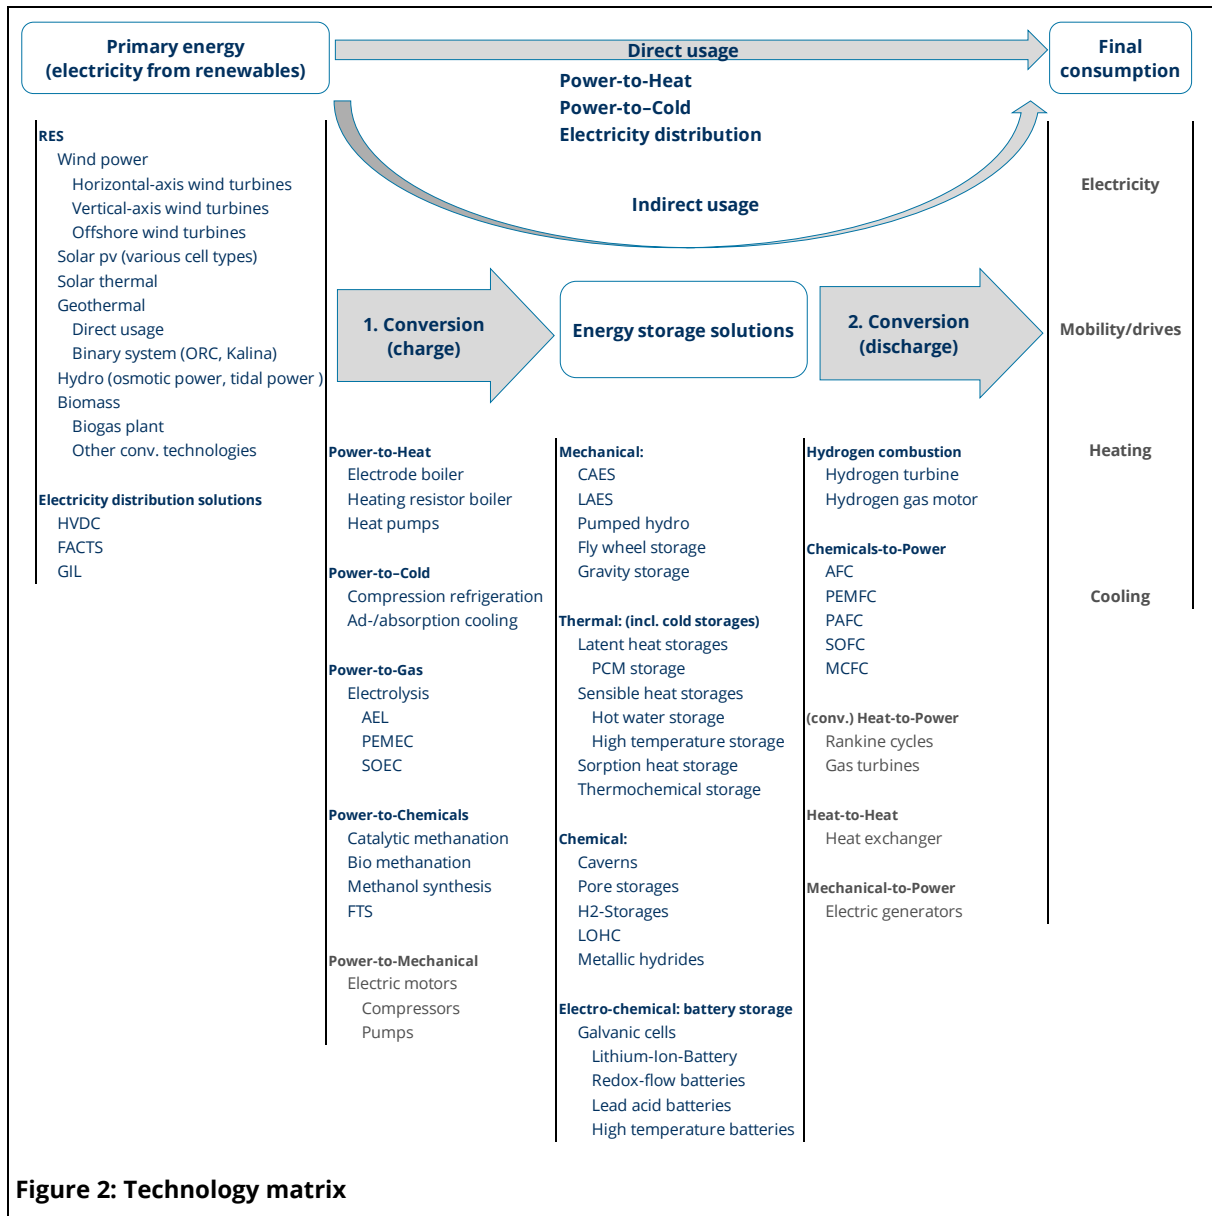 Primary energy
(electricity from renewables)
Direct usage
Final
consumption
Power-to-Heat
Power-to–Cold
Electricity distribution
Indirect usage
RES
Wind power
Horizontal-axis wind turbines
Vertical-axis wind turbines
Offshore wind turbines
Solar pv (various cell types)
Solar thermal
Geothermal
Direct usage
Binary system (ORC, Kalina)
Hydro (osmotic power, tidal power )
Biomass
Biogas plant
Other conv. technologies
Electricity distribution solutions
HVDC
FACTS
GIL
1. Conversion
(charge)
Energy storage solutions
2. Conversion
(discharge)
Power-to-Heat
Electrode boiler
Heating resistor boiler
Heat pumps
Power-to–Cold
Compression refrigeration
Ad-/absorption cooling
Power-to-Gas
Electrolysis
AEL
PEMEC
SOEC
Power-to-Chemicals
Catalytic methanation
Bio methanation
Methanol synthesis
FTS
Power-to-Mechanical
Electric motors
Compressors
Pumps
Mechanical:
CAES
LAES
Pumped hydro
Fly wheel storage
Gravity storage
Thermal: (incl. cold storages)
Latent heat storages
PCM storage
Sensible heat storages
Hot water storage
High temperature storage
Sorption heat storage
Thermochemical storage
Chemical:
Caverns
Pore storages
H2-Storages
LOHC
Metallic hydrides
Electro-chemical: battery storage
Galvanic cells
Lithium-Ion-Battery
Redox-flow batteries
Lead acid batteries
High temperature batteries
Hydrogen combustion
Hydrogen turbine
Hydrogen gas motor
Chemicals-to-Power
AFC
PEMFC
PAFC
SOFC
MCFC
(conv.) Heat-to-Power
Rankine cycles
Gas turbines
Heat-to-Heat
Heat exchanger
Mechanical-to-Power
Electric generators
Electricity
Mobility/drives
Heating
Cooling
Figure 2: Technology matrix